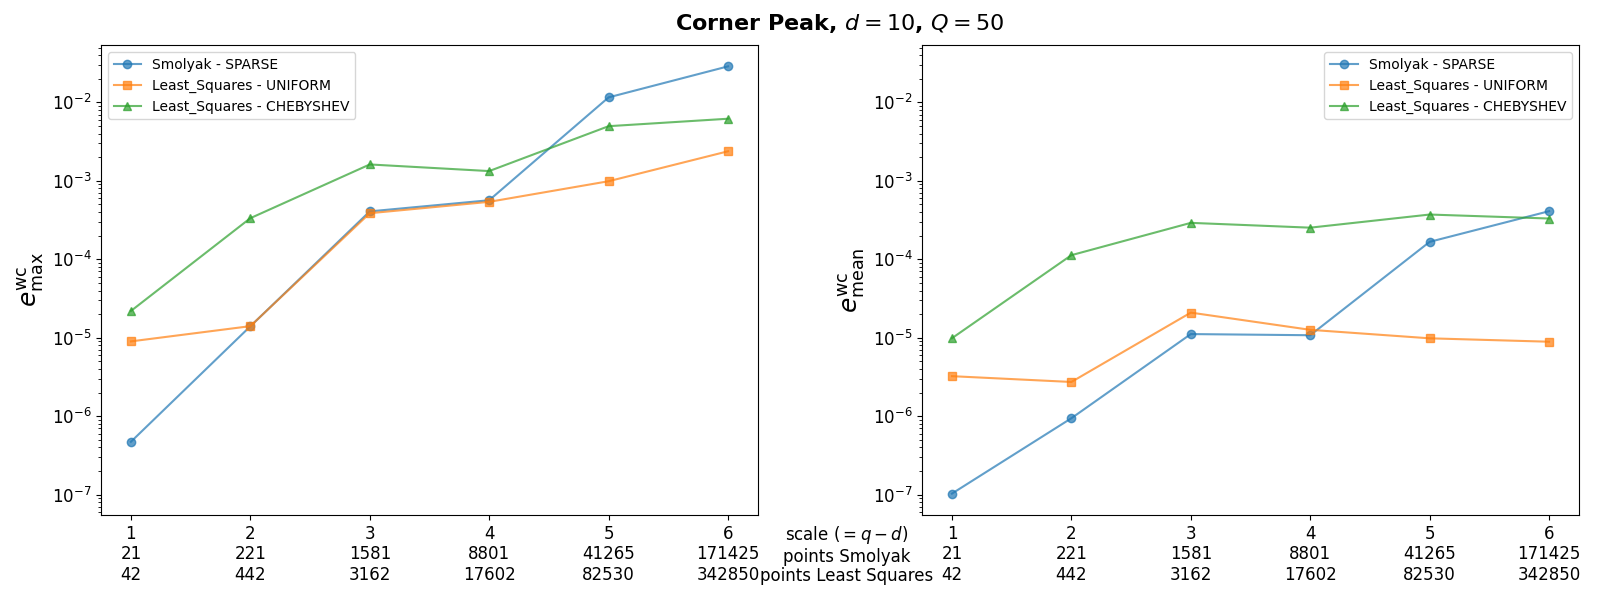 Corner Peak, d = 10, Q = 50
Smolyak - SPARSE
Least_Squares - UNIFORM
Least_Squares - CHEBYSHEV
10⁻²
10⁻³
10⁻⁴
10⁻⁵
10⁻⁶
10⁻⁷
e^wc_max
1 2 3 4 5 6
21 221 1581 8801 41265 171425
42 442 3162 17602 82530 342850
scale (= q − d)
points Smolyak
points Least Squares
Smolyak - SPARSE
Least_Squares - UNIFORM
Least_Squares - CHEBYSHEV
10⁻²
10⁻³
10⁻⁴
10⁻⁵
10⁻⁶
10⁻⁷
e^wc_mean
1 2 3 4 5 6
21 221 1581 8801 41265 171425
42 442 3162 17602 82530 342850